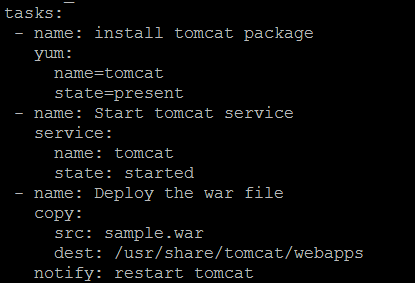 tasks:
 - name: install tomcat package
   yum:
     name=tomcat
     state=present
 - name: Start tomcat service
   service:
     name: tomcat
     state: started
 - name: Deploy the war file
   copy:
     src: sample.war
     dest: /usr/share/tomcat/webapps
   notify: restart tomcat